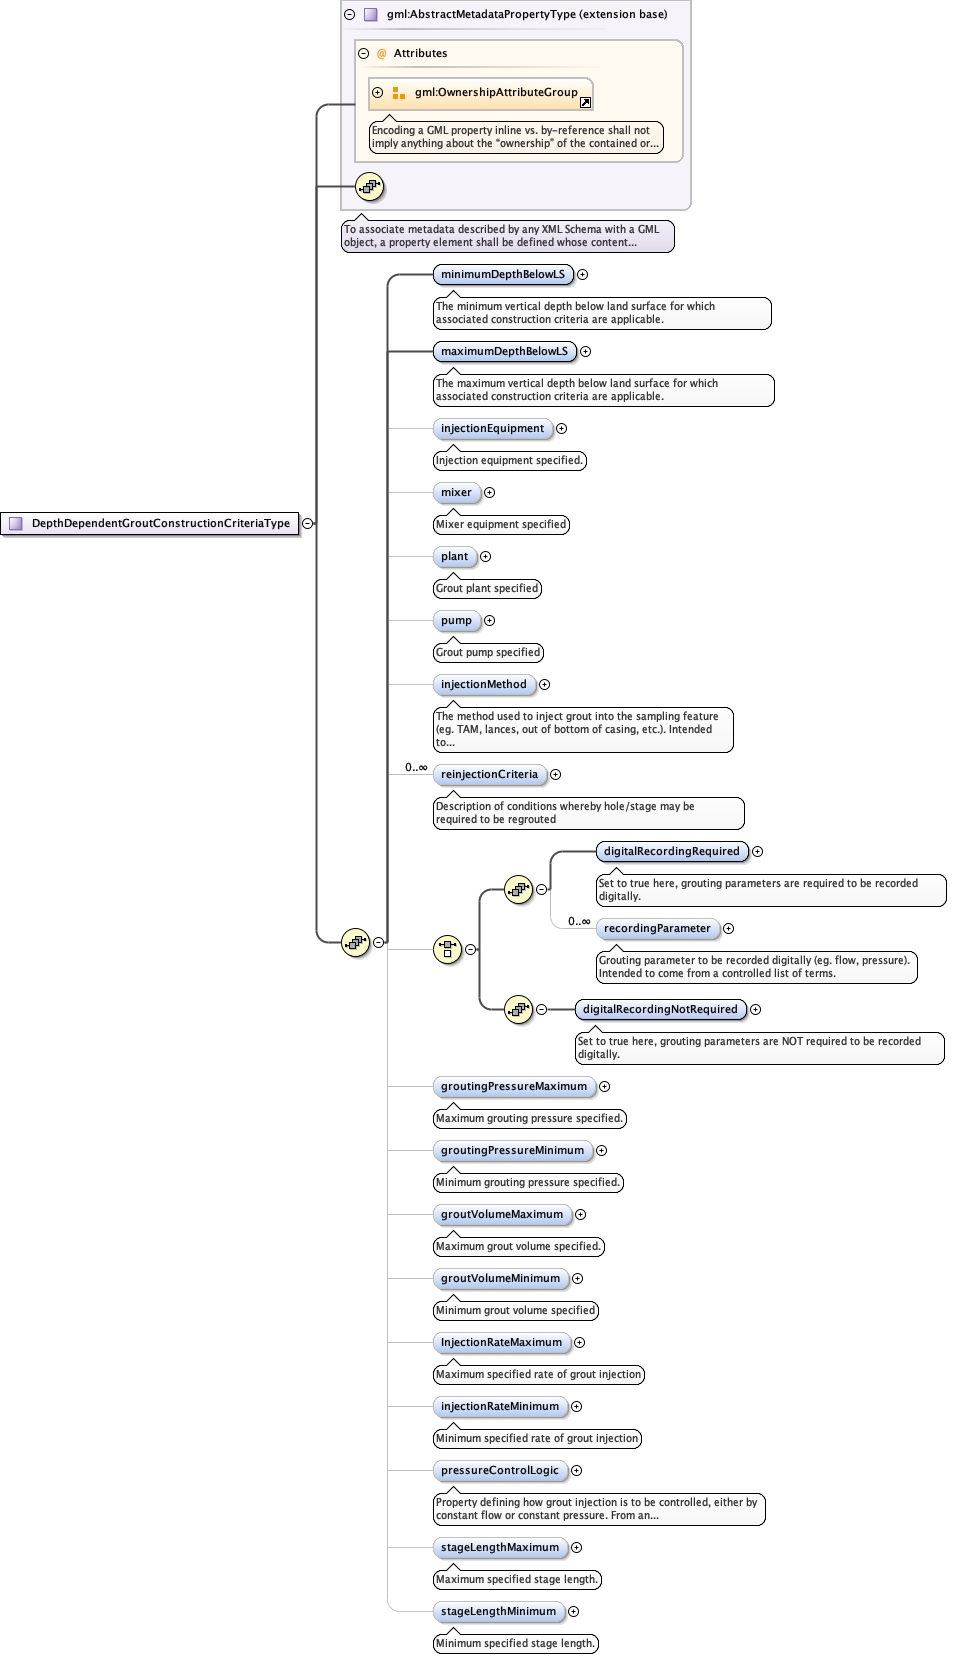 gml:AbstractMetadataPropertyType (extension base)
@ Attributes
gml:OwnershipAttributeGroup
Encoding a GML property inline vs. by-reference shall not
imply anything about the “ownership” of the contained or...
To associate metadata described by any XML Schema with a GML
object, a property element shall be defined whose content...
minimumDepthBelowLS
The minimum vertical depth below land surface for which
associated construction criteria are applicable.
maximumDepthBelowLS
The maximum vertical depth below land surface for which
associated construction criteria are applicable.
injectionEquipment
Injection equipment specified.
mixer
Mixer equipment specified
DepthDependentGroutConstructionCriteriaType
plant
Grout plant specified
pump
Grout pump specified
injectionMethod
The method used to inject grout into the sampling feature
(eg. TAM, lances, out of bottom of casing, etc.). Intended
to...
0..∞
reinjectionCriteria
Description of conditions whereby hole/stage may be
required to be regrouted
digitalRecordingRequired
Set to true here, grouting parameters are required to be recorded
digitally.
0..∞
recordingParameter
Grouting parameter to be recorded digitally (eg. flow, pressure).
Intended to come from a controlled list of terms.
digitalRecordingNotRequired
Set to true here, grouting parameters are NOT required to be recorded
digitally.
groutingPressureMaximum
Maximum grouting pressure specified.
groutingPressureMinimum
Minimum grouting pressure specified.
groutVolumeMaximum
Maximum grout volume specified.
groutVolumeMinimum
Minimum grout volume specified
InjectionRateMaximum
Maximum specified rate of grout injection
injectionRateMinimum
Minimum specified rate of grout injection
pressureControlLogic
Property defining how grout injection is to be controlled, either by
constant flow or constant pressure. From an...
stageLengthMaximum
Maximum specified stage length.
stageLengthMinimum
Minimum specified stage length.